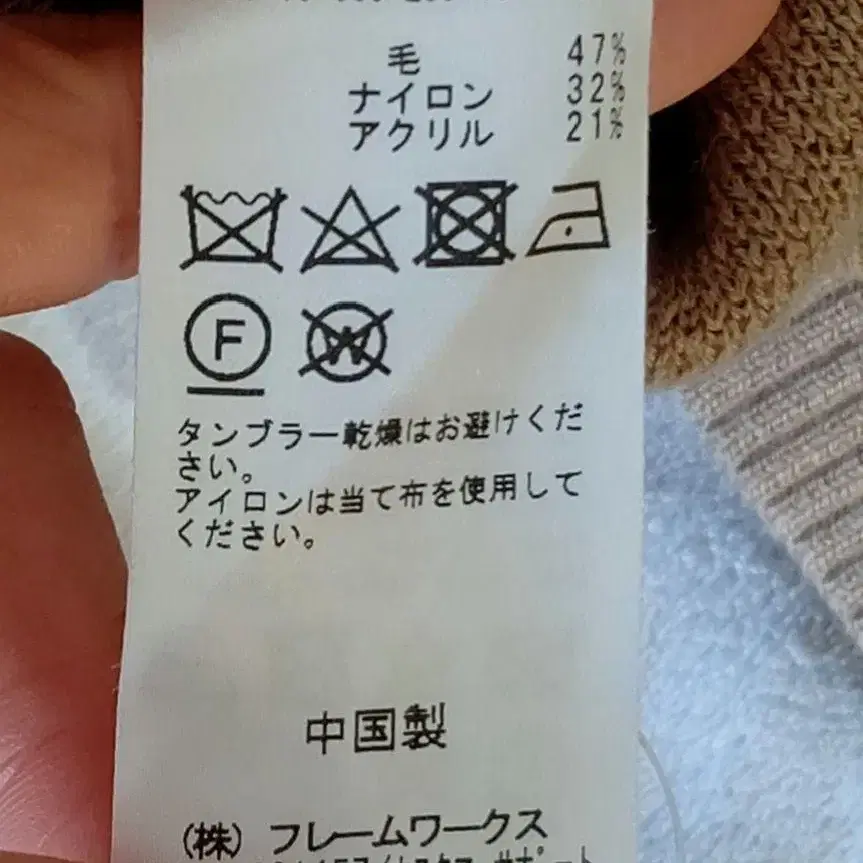 毛 47%
ナイロン 32%
アクリル 21%
F
W
タンブラー乾燥はお避けくだ
さい。
アイロンは当て布を使用して
ください。
中国製
(株) フレームワークス